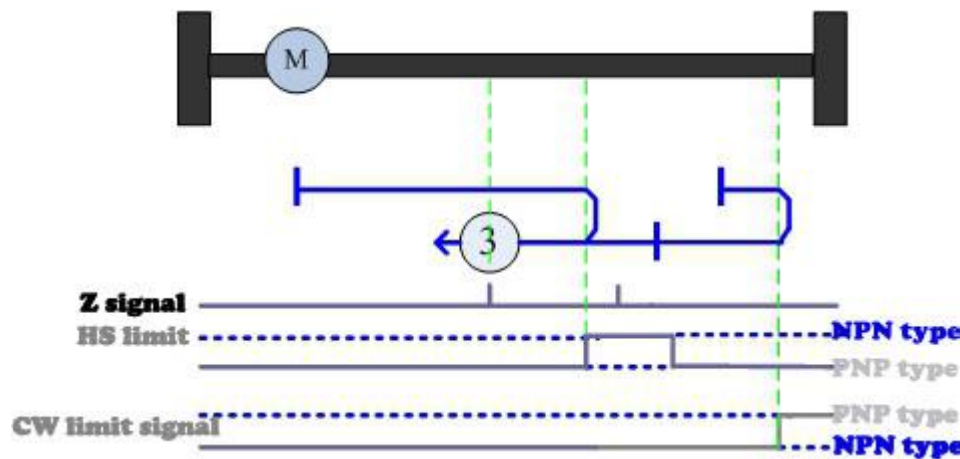 M
3
Z signal
HS limit
NPN type
PNP type
CW limit signal
PNP type
NPN type